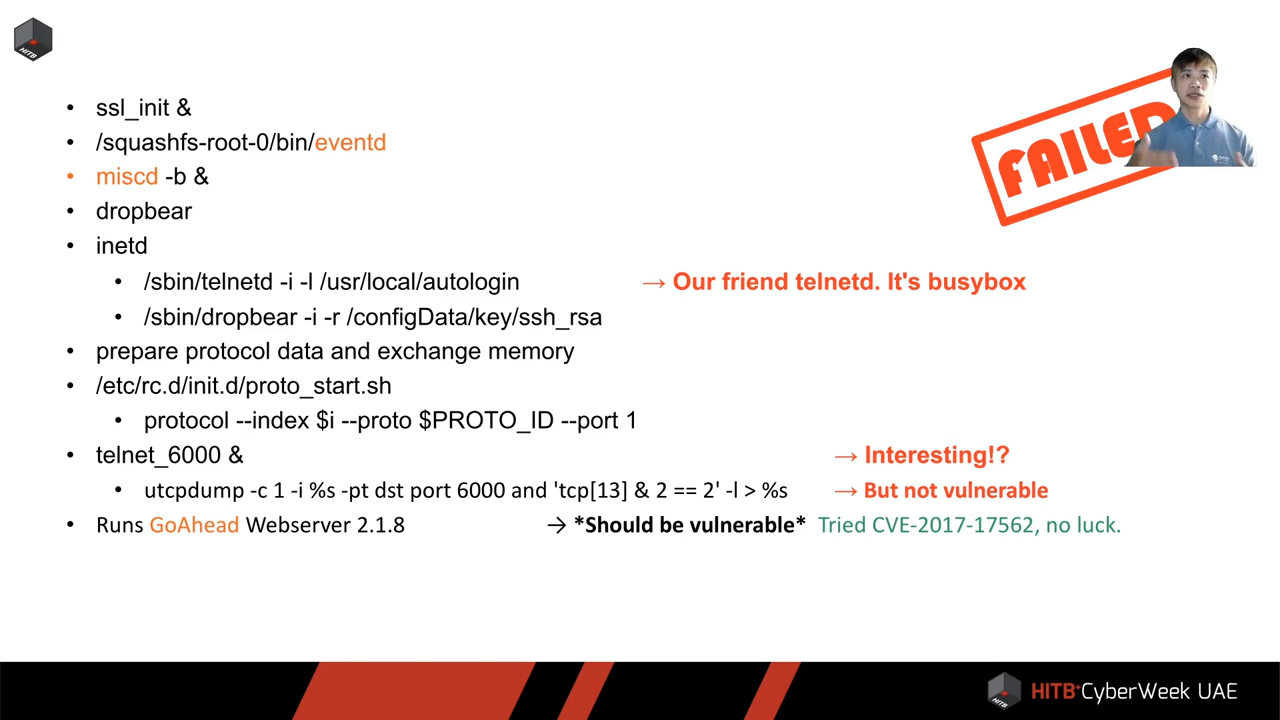 HITB
• ssl_init &
• /squashfs-root-0/bin/eventd
• miscd -b &
• dropbear
• inetd
• /sbin/telnetd -i -l /usr/local/autologin → Our friend telnetd. It's busybox
• /sbin/dropbear -i -r /configData/key/ssh_rsa
• prepare protocol data and exchange memory
• /etc/rc.d/init.d/proto_start.sh
• protocol --index $i --proto $PROTO_ID --port 1
• telnet_6000 & → Interesting!?
• utcpdump -c 1 -i %s -pt dst port 6000 and 'tcp[13] & 2 == 2' -l > %s → But not vulnerable
• Runs GoAhead Webserver 2.1.8 → *Should be vulnerable* Tried CVE-2017-17562, no luck.
FAILED
HITB+CyberWeek UAE